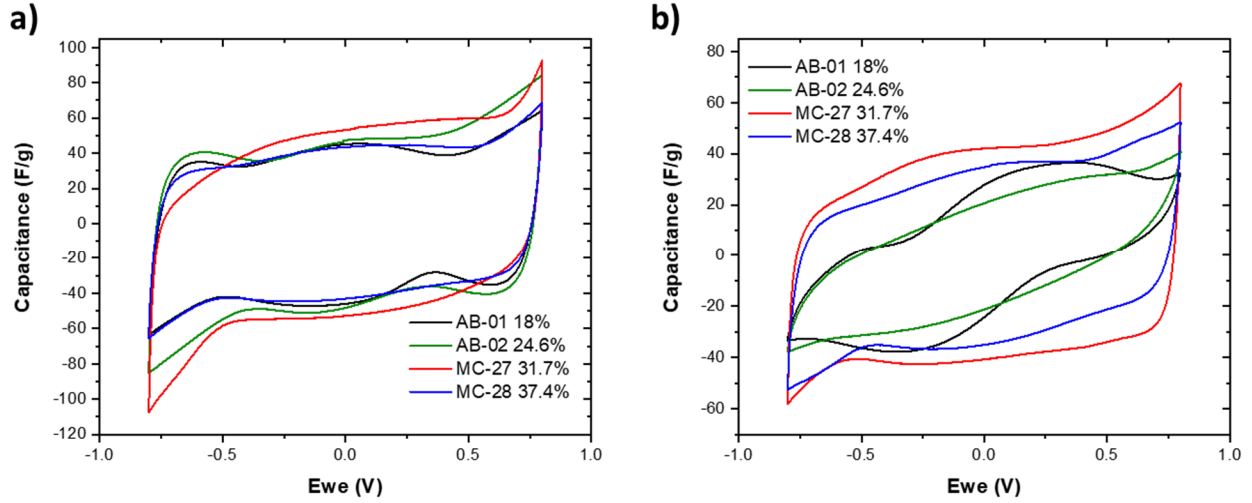 a)
100
80
60
40
20
0
-20
-40
-60
-80
-100
-120
Capacitance (F/g)
AB-01 18%
AB-02 24.6%
MC-27 31.7%
MC-28 37.4%
-1.0 -0.5 0.0 0.5 1.0
Ewe (V)
b)
80
60
40
20
0
-20
-40
-60
Capacitance (F/g)
AB-01 18%
AB-02 24.6%
MC-27 31.7%
MC-28 37.4%
-1.0 -0.5 0.0 0.5 1.0
Ewe (V)